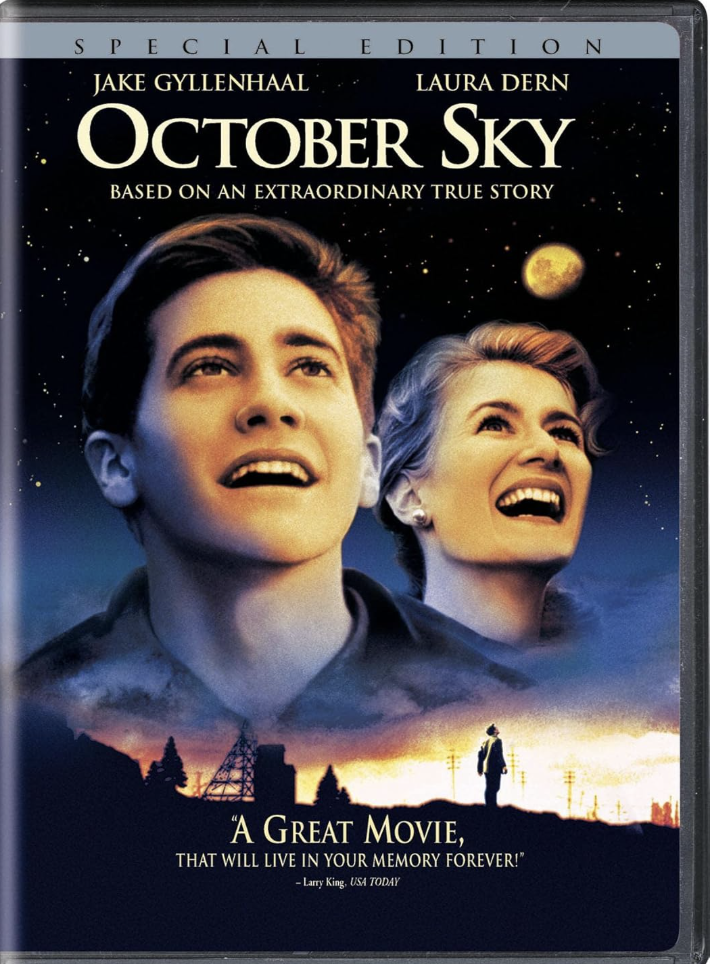 SPECIAL EDITION
JAKE GYLLENHAAL LAURA DERN
OCTOBER SKY
BASED ON AN EXTRAORDINARY TRUE STORY
"A GREAT MOVIE,
THAT WILL LIVE IN YOUR MEMORY FOREVER!"
– Larry King, USA TODAY